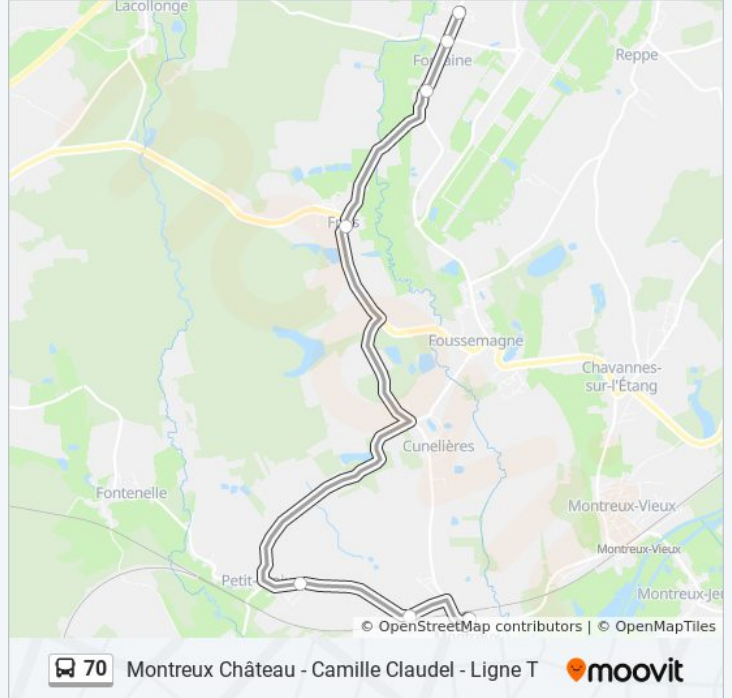 Lacollonge
Reppe
Foussemagne
Chavannes-
sur-l'Étang
Cunelières
Fontenelle
Montreux-Vieux
Montreux-Vieux
© OpenStreetMap contributors | © OpenMapTiles
70 Montreux Château - Camille Claudel - Ligne T moovit